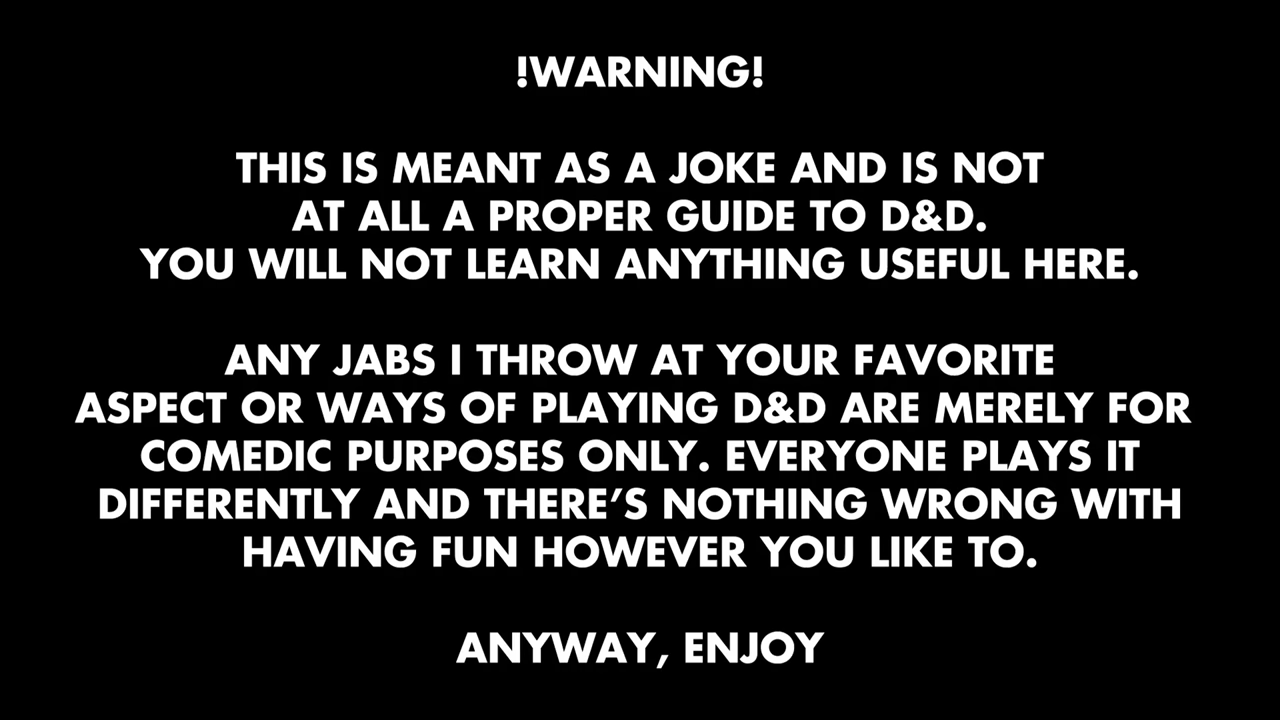 !WARNING!
THIS IS MEANT AS A JOKE AND IS NOT
AT ALL A PROPER GUIDE TO D&D.
YOU WILL NOT LEARN ANYTHING USEFUL HERE.
ANY JABS I THROW AT YOUR FAVORITE
ASPECT OR WAYS OF PLAYING D&D ARE MERELY FOR
COMEDIC PURPOSES ONLY. EVERYONE PLAYS IT
DIFFERENTLY AND THERE’S NOTHING WRONG WITH
HAVING FUN HOWEVER YOU LIKE TO.
ANYWAY, ENJOY